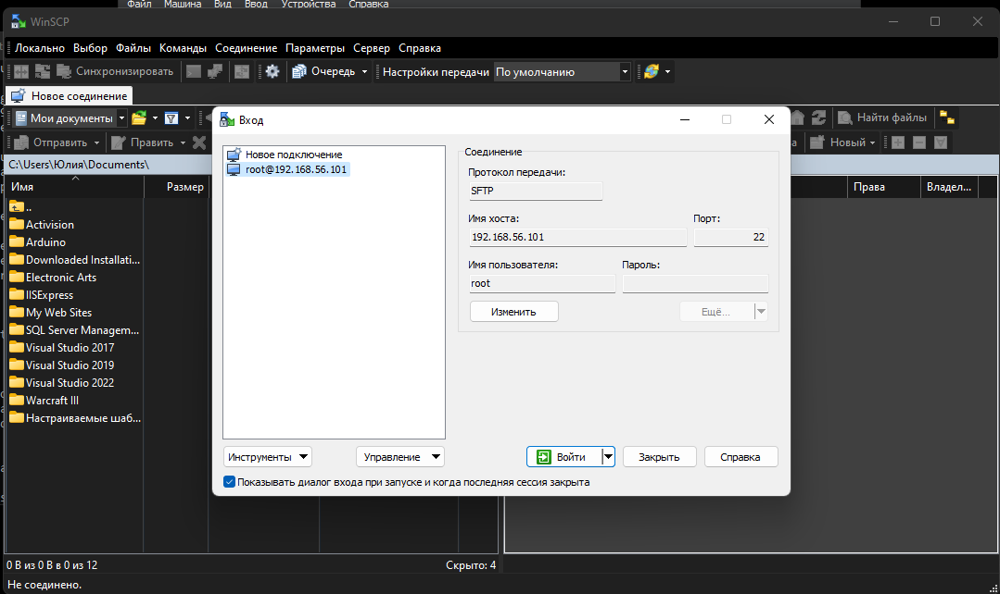 Файл Машина Вид Ввод Устройства Справка
WinSCP
Локально Выбор Файлы Команды Соединение Параметры Сервер Справка
Синхронизировать Очередь Настройки передачи По умолчанию
Новое соединение
Мои документы Найти файлы
Отправить Править Новый
C:\Users\Юлия\Documents\
Имя Размер Права Владел...
..
Activision
Arduino
Downloaded Installati...
Electronic Arts
IISExpress
My Web Sites
SQL Server Managem...
Visual Studio 2017
Visual Studio 2019
Visual Studio 2022
Warcraft III
Настраиваемые шаб...
Вход
Новое подключение
root@192.168.56.101
Соединение
Протокол передачи:
SFTP
Имя хоста: Порт:
192.168.56.101 22
Имя пользователя: Пароль:
root
Изменить Ещё...
Инструменты Управление Войти Закрыть Справка
Показывать диалог входа при запуске и когда последняя сессия закрыта
0 B из 0 B в 0 из 12 Скрыто: 4
Не соединено.